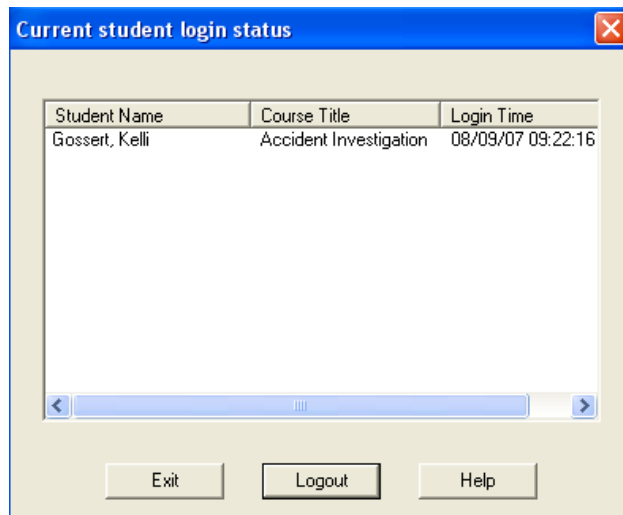 Current student login status
Student Name Course Title Login Time
Gossert, Kelli Accident Investigation 08/09/07 09:22:16
Exit Logout Help